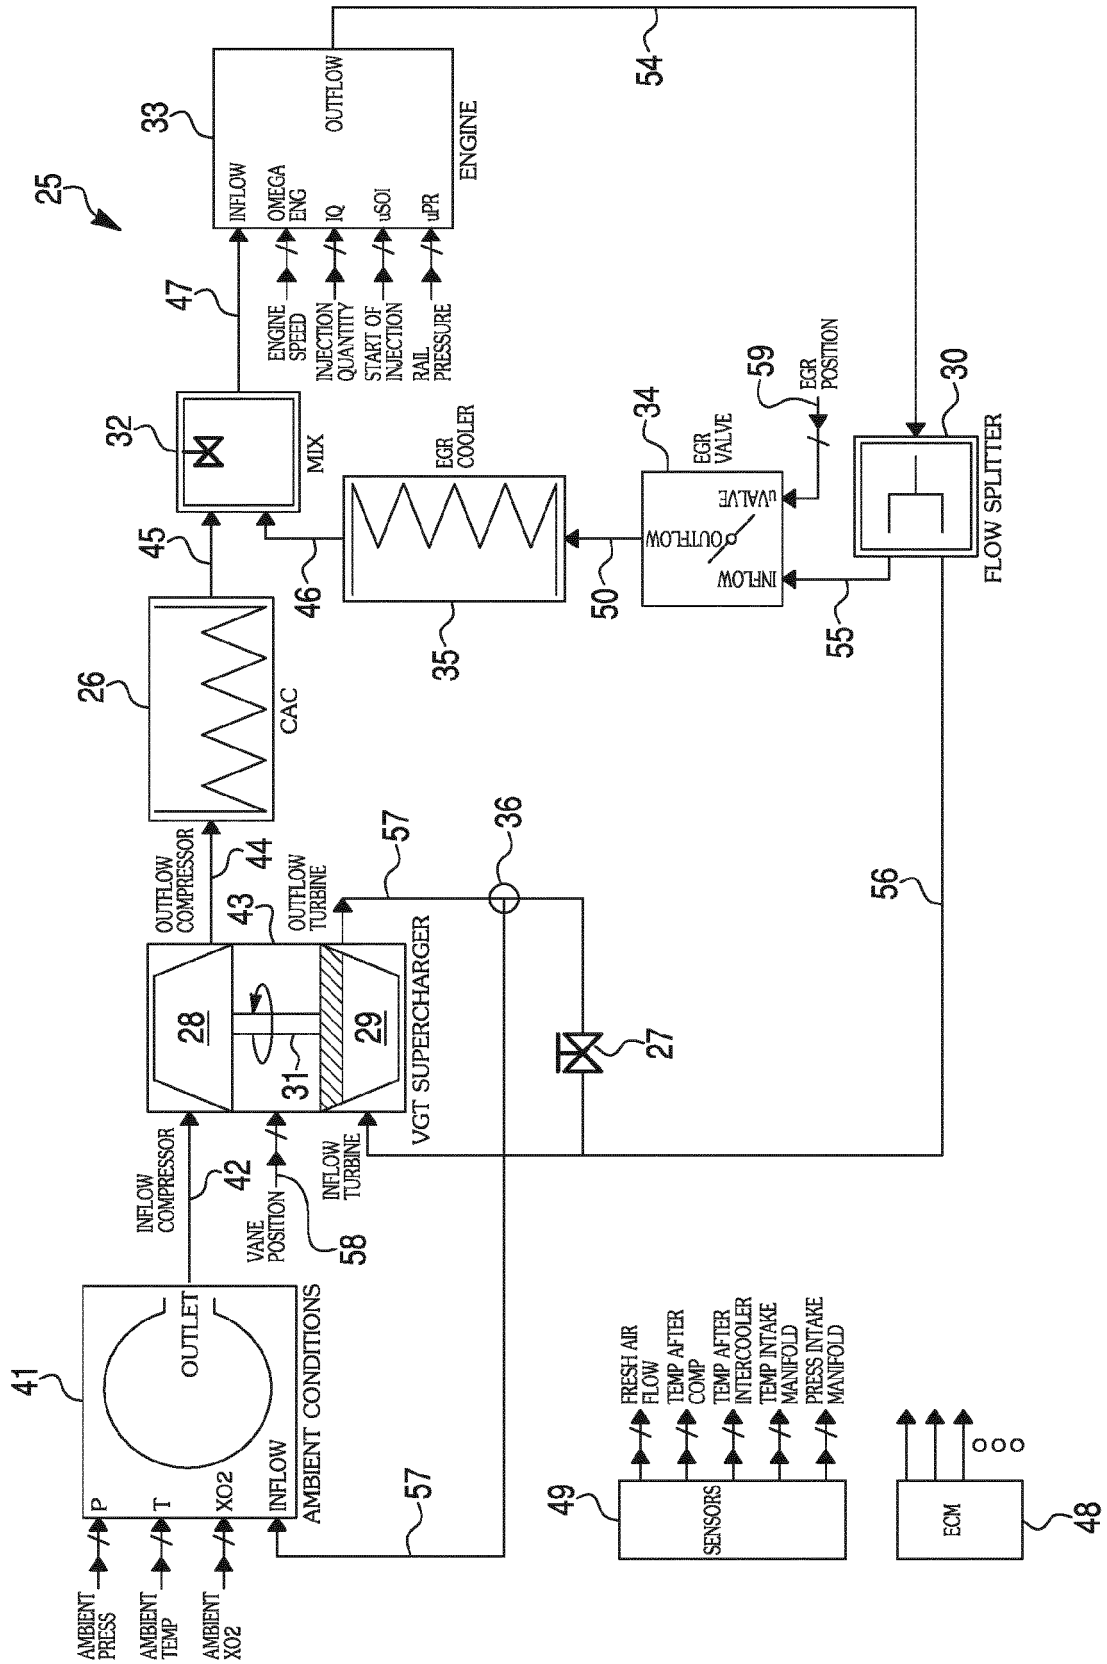 25
41
AMBIENT
PRESS
P
AMBIENT
TEMP
T
AMBIENT
XO2
XO2
INFLOW
OUTLET
AMBIENT CONDITIONS
57
INFLOW
COMPRESSOR
42
VANE
POSITION
58
INFLOW
TURBINE
28
31
29
VGT SUPERCHARGER
43
OUTFLOW
COMPRESSOR
44
OUTFLOW
TURBINE
57
36
27
26
CAC
45
32
MIX
46
35
EGR
COOLER
50
34
EGR
VALVE
OUTFLOW
INFLOW
uVALVE
59
EGR
POSITION
55
30
FLOW SPLITTER
56
47
33
INFLOW
OMEGA
ENG
IQ
uSOI
uPR
OUTFLOW
ENGINE
ENGINE
SPEED
INJECTION
QUANTITY
START OF
INJECTION
RAIL
PRESSURE
54
49
SENSORS
FRESH AIR
FLOW
TEMP AFTER
COMP
TEMP AFTER
INTERCOOLER
TEMP INTAKE
MANIFOLD
PRESS INTAKE
MANIFOLD
ECM
48